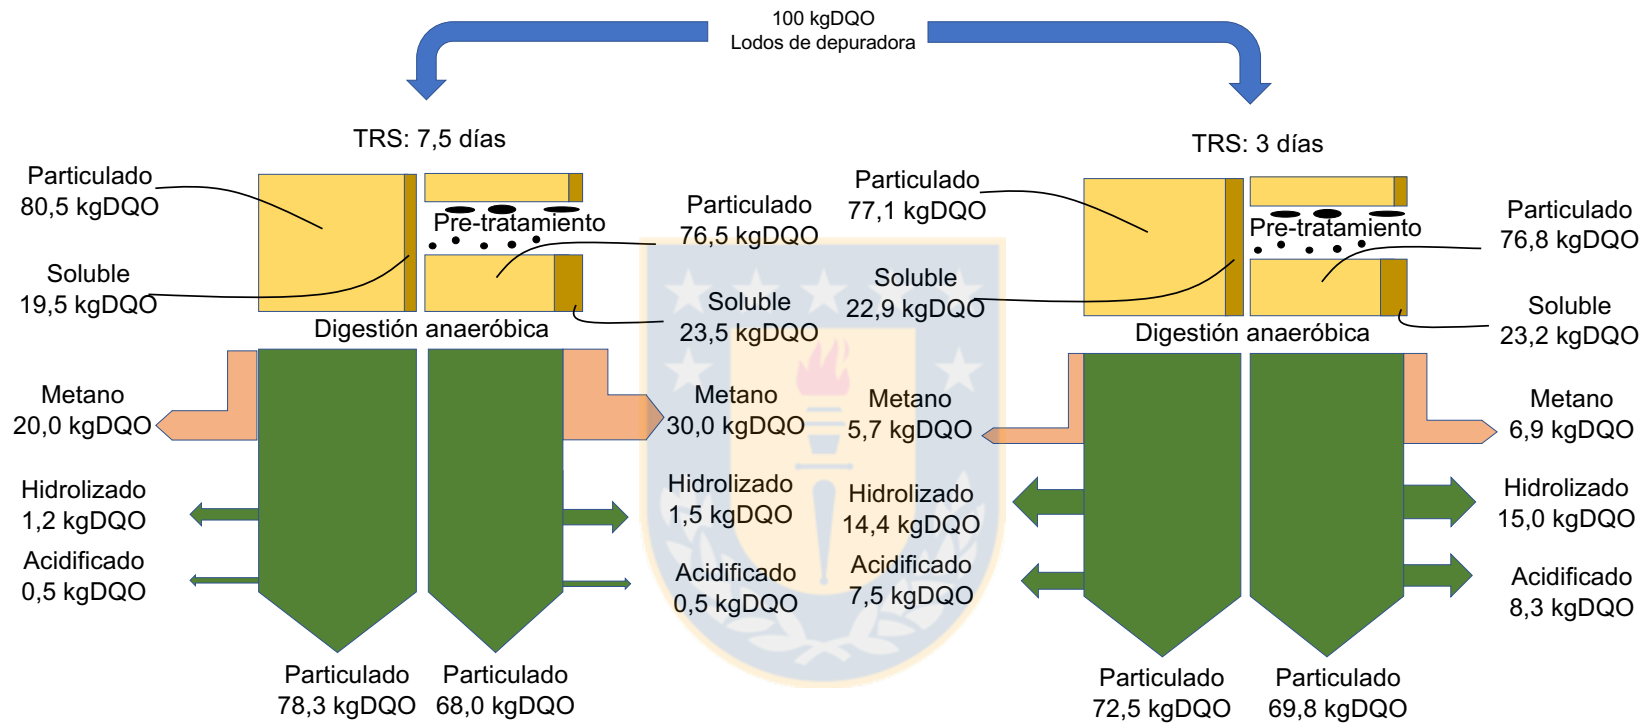 100 kgDQO
Lodos de depuradora
TRS: 7,5 días
Particulado
80,5 kgDQO
Soluble
19,5 kgDQO
Pre-tratamiento
Particulado
76,5 kgDQO
Soluble
23,5 kgDQO
Digestión anaeróbica
Metano
20,0 kgDQO
Metano
30,0 kgDQO
Hidrolizado
1,2 kgDQO
Hidrolizado
1,5 kgDQO
Acidificado
0,5 kgDQO
Acidificado
0,5 kgDQO
Particulado
78,3 kgDQO
Particulado
68,0 kgDQO
TRS: 3 días
Particulado
77,1 kgDQO
Soluble
22,9 kgDQO
Pre-tratamiento
Particulado
76,8 kgDQO
Soluble
23,2 kgDQO
Digestión anaeróbica
Metano
5,7 kgDQO
Metano
6,9 kgDQO
Hidrolizado
14,4 kgDQO
Hidrolizado
15,0 kgDQO
Acidificado
7,5 kgDQO
Acidificado
8,3 kgDQO
Particulado
72,5 kgDQO
Particulado
69,8 kgDQO